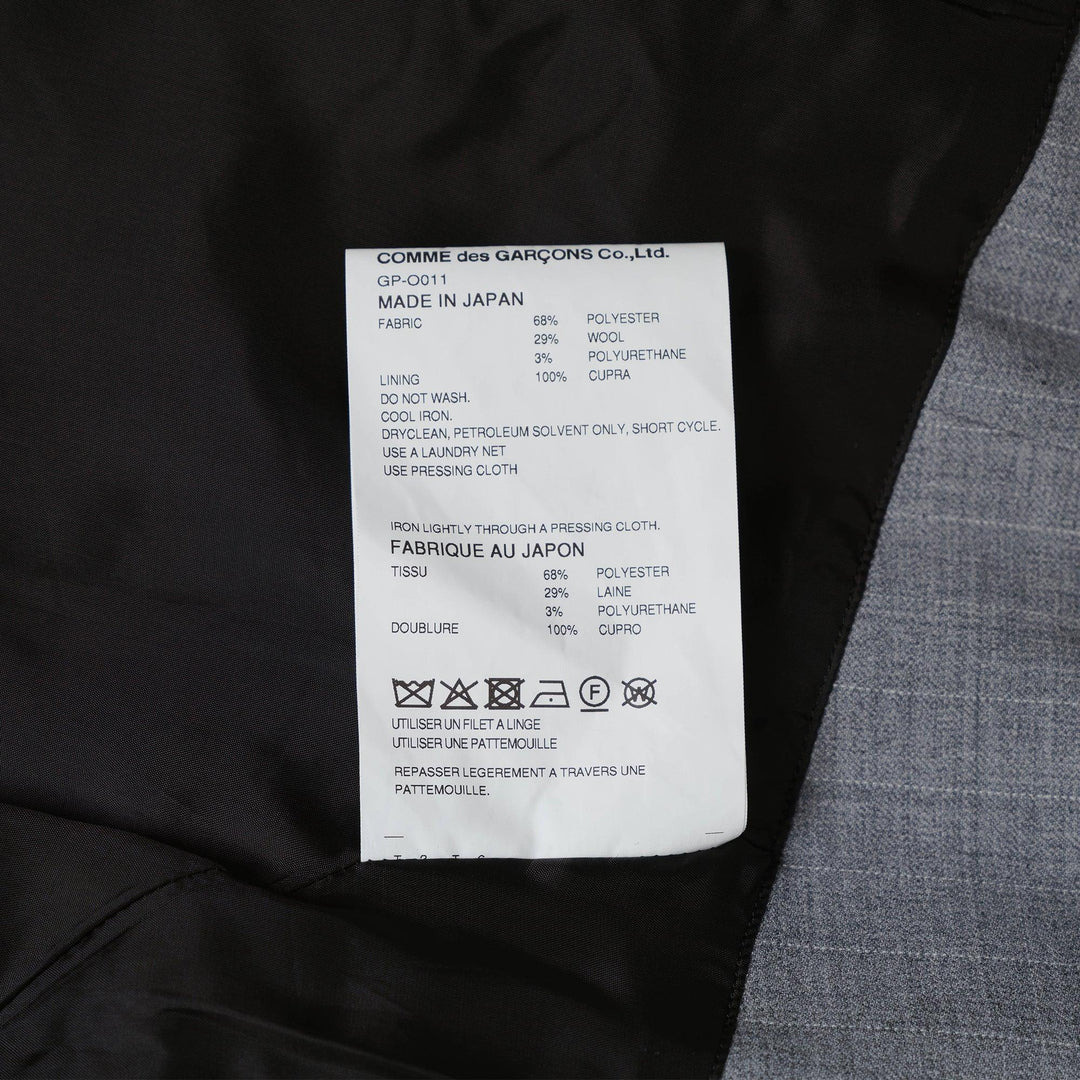 COMME des GARÇONS Co.,Ltd.
GP-O011
MADE IN JAPAN
FABRIC 68% POLYESTER
29% WOOL
3% POLYURETHANE
LINING 100% CUPRA
DO NOT WASH.
COOL IRON.
DRYCLEAN, PETROLEUM SOLVENT ONLY, SHORT CYCLE.
USE A LAUNDRY NET
USE PRESSING CLOTH
IRON LIGHTLY THROUGH A PRESSING CLOTH.
FABRIQUE AU JAPON
TISSU 68% POLYESTER
29% LAINE
3% POLYURETHANE
DOUBLURE 100% CUPRO
F W
UTILISER UN FILET A LINGE
UTILISER UNE PATTEMOUILLE
REPASSER LEGEREMENT A TRAVERS UNE
PATTEMOUILLE.